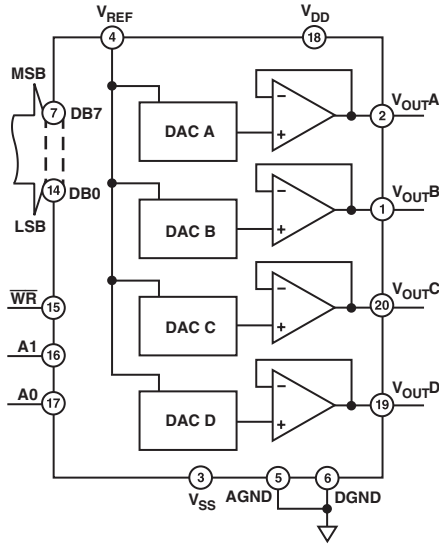 VREF
VDD
4
18
MSB
7
DB7
DAC A
−
+
2
VOUTA
14
DB0
LSB
DAC B
−
+
1
VOUTB
WR
15
DAC C
−
+
20
VOUTC
A1
16
A0
17
DAC D
−
+
19
VOUTD
3
VSS
5
AGND
6
DGND